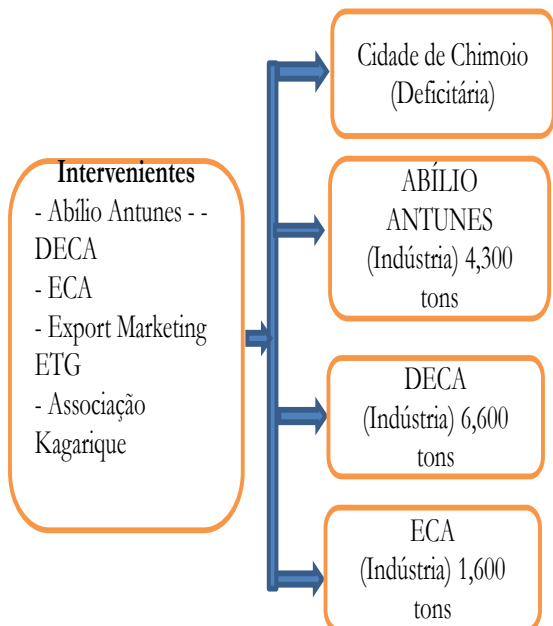 Intervenientes
- Abílio Antunes - -
DECA
- ECA
- Export Marketing
ETG
- Associação
Kagarique
Cidade de Chimoio
(Deficitária)
ABÍLIO
ANTUNES
(Indústria) 4,300
tons
DECA
(Indústria) 6,600
tons
ECA
(Indústria) 1,600
tons